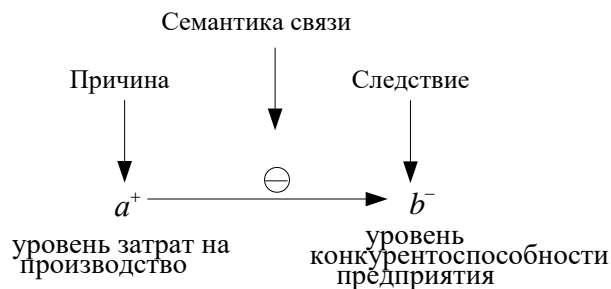 Семантика связи
Причина
Следствие
⊖
a⁺
b⁻
уровень затрат на
производство
уровень
конкурентоспособности
предприятия